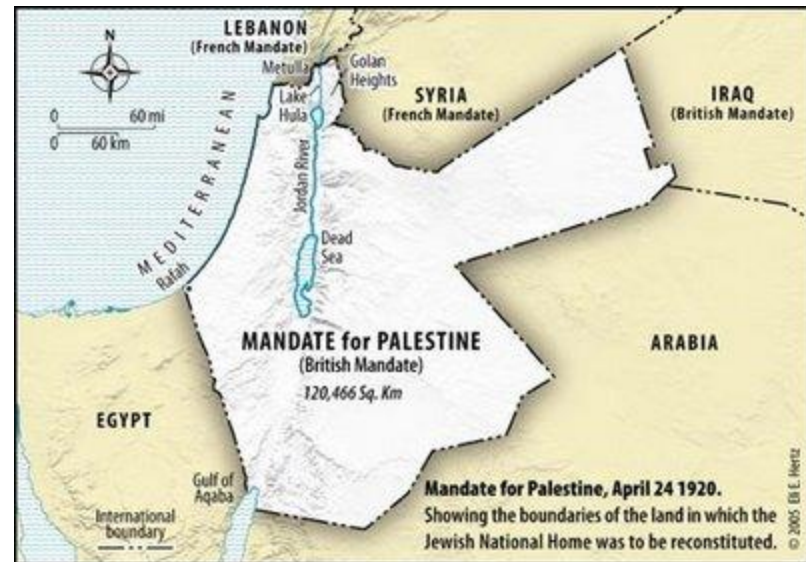 LEBANON
(French Mandate)
N
Metulla
Golan
Heights
Lake
Hula
SYRIA
(French Mandate)
IRAQ
(British Mandate)
0 60 mi
0 60 km
MEDITERRANEAN
Jordan River
Dead
Sea
Rafah
MANDATE for PALESTINE
(British Mandate)
120,466 Sq. Km
ARABIA
EGYPT
Gulf of
Aqaba
International
boundary
Mandate for Palestine, April 24 1920.
Showing the boundaries of the land in which the
Jewish National Home was to be reconstituted.
© 2005 Eli E. Hertz